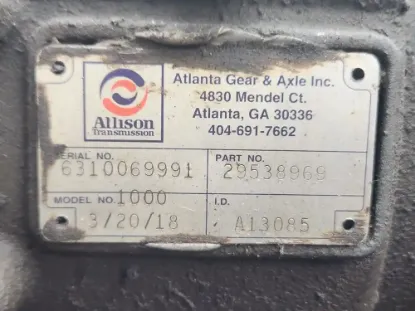 Allison
Transmission
Atlanta Gear & Axle Inc.
4830 Mendel Ct.
Atlanta, GA 30336
404-691-7662
SERIAL NO. PART NO.
6310069991 29538969
MODEL NO. 1000 I.D.
3/20/18 A13085